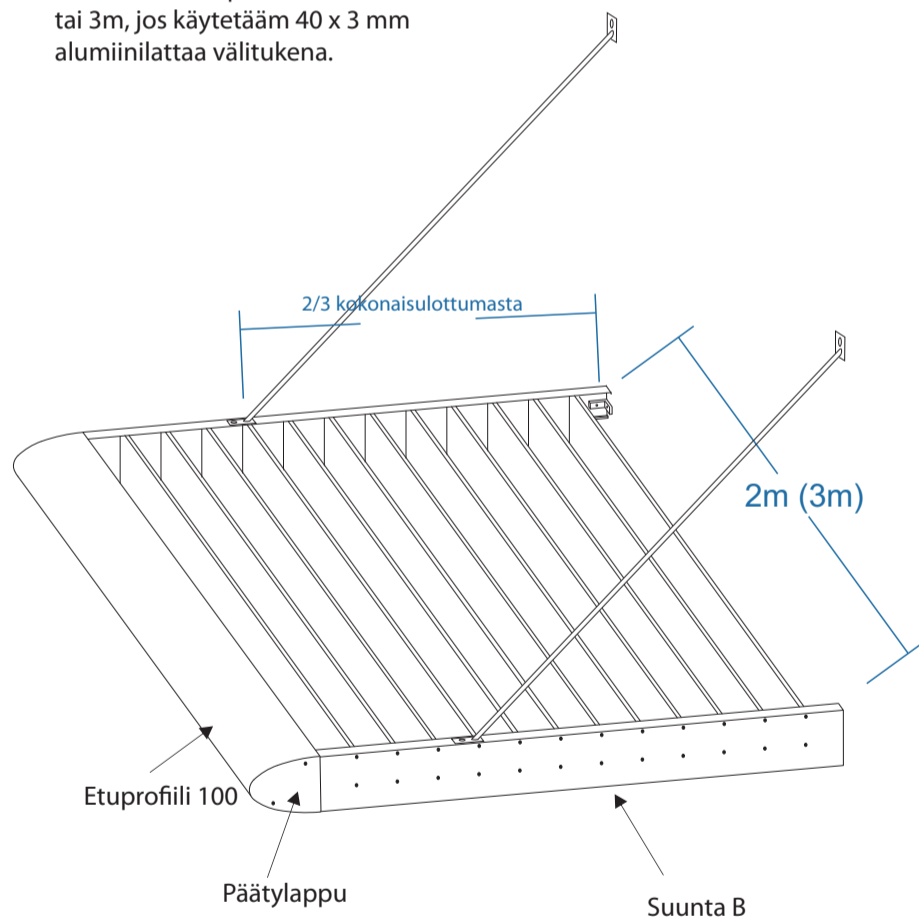 tai 3m, jos käytetääm 40 x 3 mm
alumiinilattaa välitukena.
2/3 kokonaisulottumasta
2m (3m)
Etuprofiili 100
Päätylappu
Suunta B